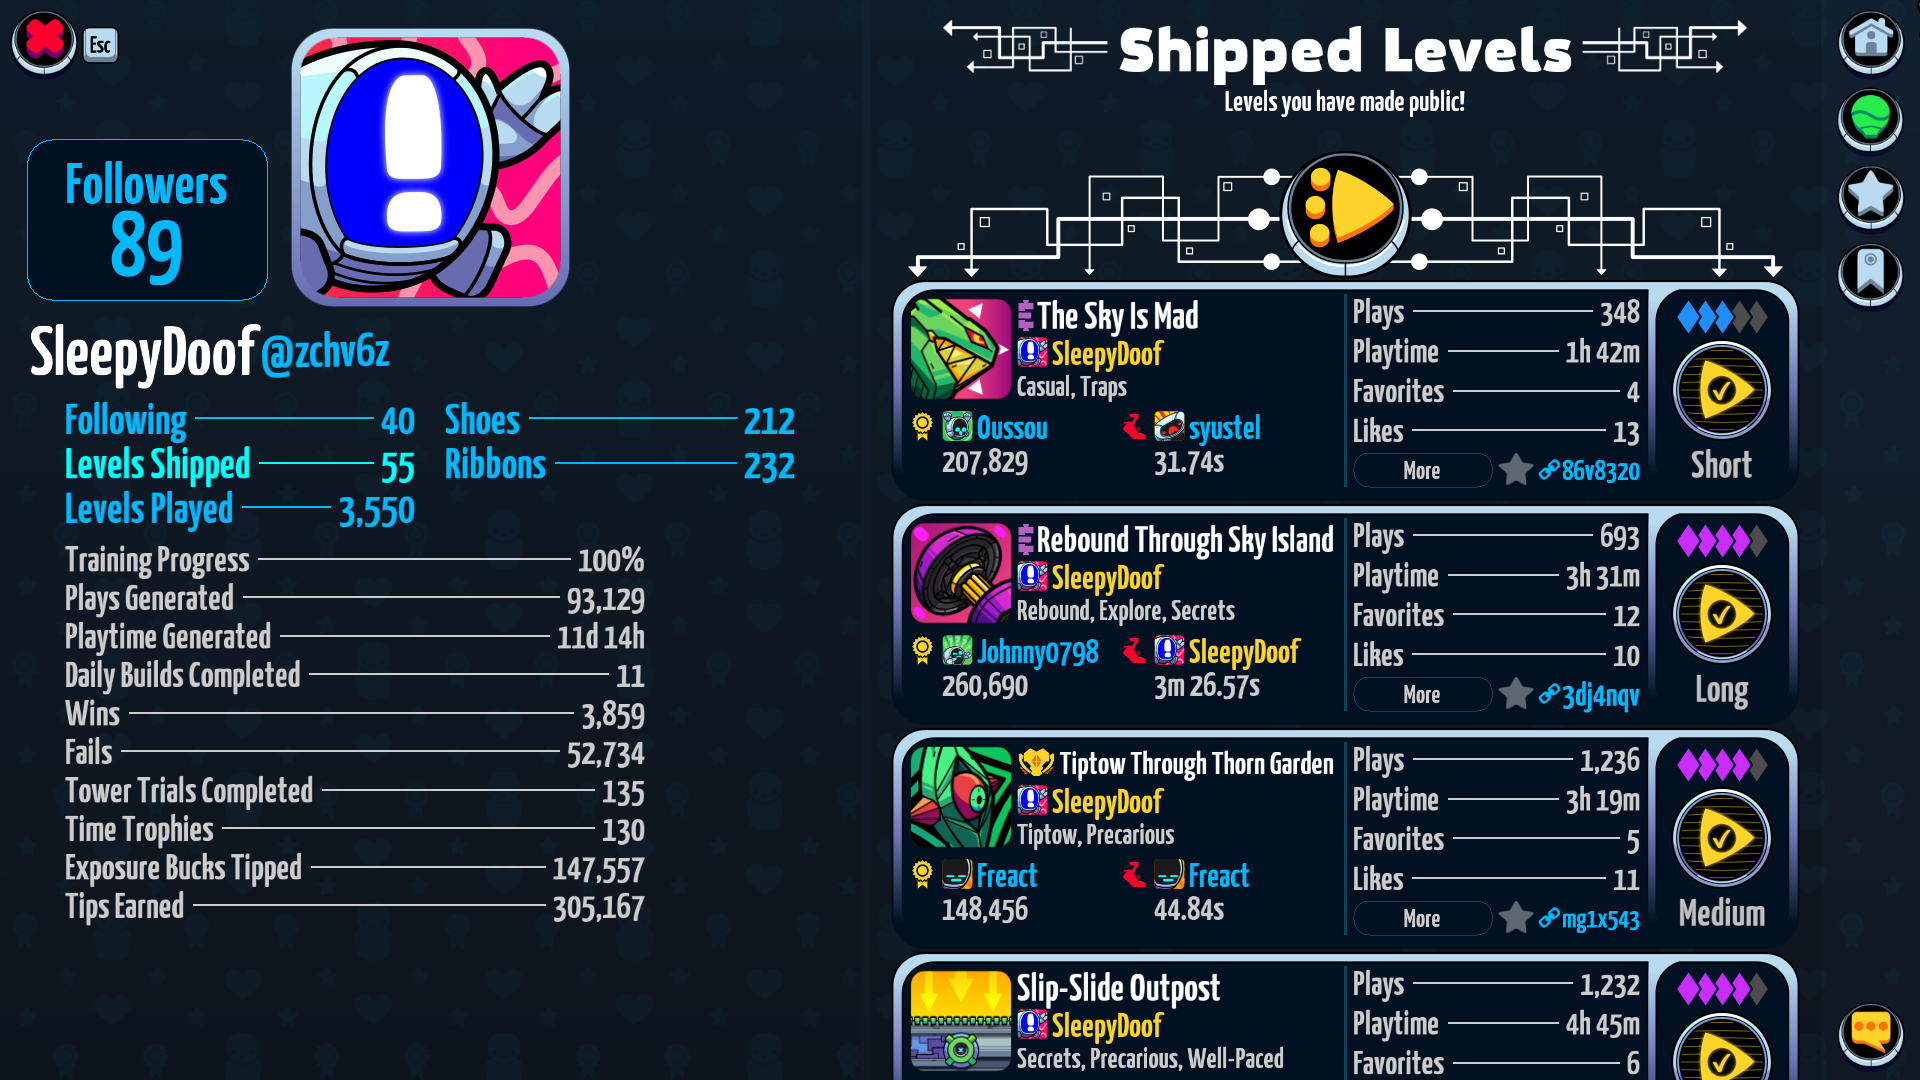 Esc
Followers
89
SleepyDoof @zchv6z
Following 40
Shoes 212
Levels Shipped 55
Ribbons 232
Levels Played 3,550
Training Progress 100%
Plays Generated 93,129
Playtime Generated 11d 14h
Daily Builds Completed 11
Wins 3,859
Fails 52,734
Tower Trials Completed 135
Time Trophies 130
Exposure Bucks Tipped 147,557
Tips Earned 305,167
Shipped Levels
Levels you have made public!
The Sky Is Mad
SleepyDoof
Casual, Traps
Oussou
207,829
syustel
31.74s
Plays 348
Playtime 1h 42m
Favorites 4
Likes 13
More
86v8320
Short
Rebound Through Sky Island
SleepyDoof
Rebound, Explore, Secrets
Johnny0798
260,690
SleepyDoof
3m 26.57s
Plays 693
Playtime 3h 31m
Favorites 12
Likes 10
More
3dj4nqv
Long
Tiptow Through Thorn Garden
SleepyDoof
Tiptow, Precarious
Freact
148,456
Freact
44.84s
Plays 1,236
Playtime 3h 19m
Favorites 5
Likes 11
More
mg1x543
Medium
Slip-Slide Outpost
SleepyDoof
Secrets, Precarious, Well-Paced
Plays 1,232
Playtime 4h 45m
Favorites 6